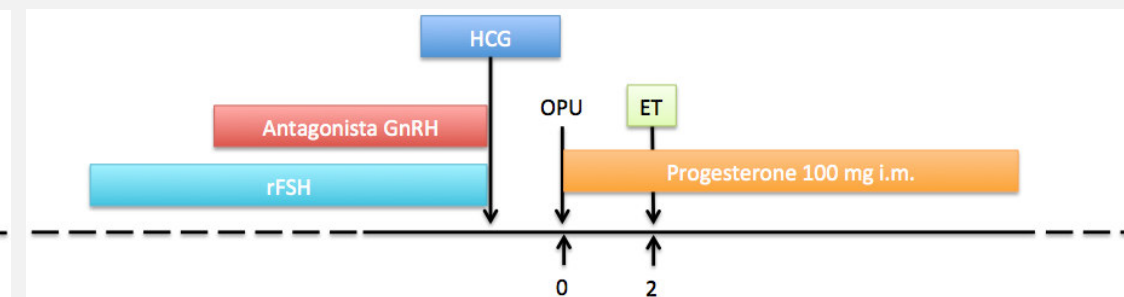 HCG
OPU
ET
Antagonista GnRH
Progesterone 100 mg i.m.
rFSH
0
2